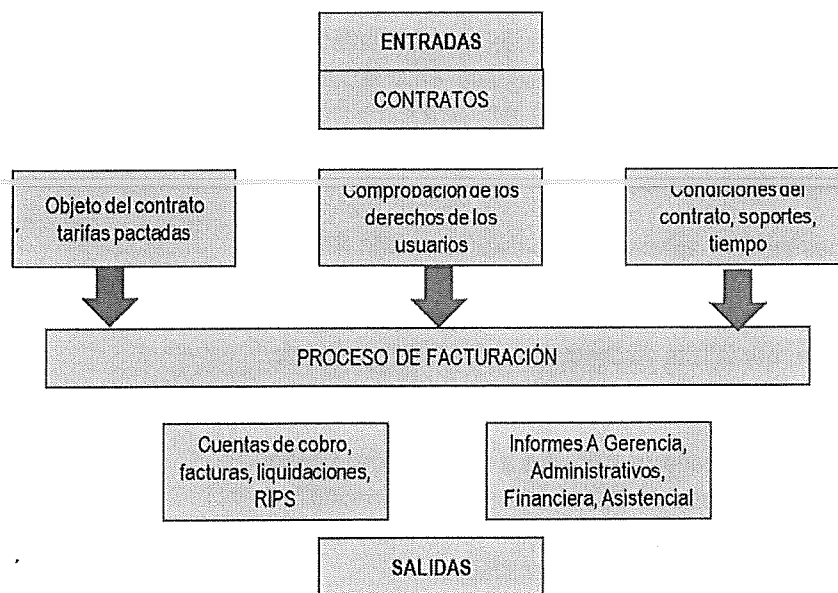 ENTRADAS
CONTRATOS
Objeto del contrato
tarifas pactadas
Comprobación de los
derechos de los
usuarios
Condiciones del
contrato, soportes,
tiempo
PROCESO DE FACTURACIÓN
Cuentas de cobro,
facturas, liquidaciones,
RIPS
Informes A Gerencia,
Administrativos,
Financiera, Asistencial
SALIDAS